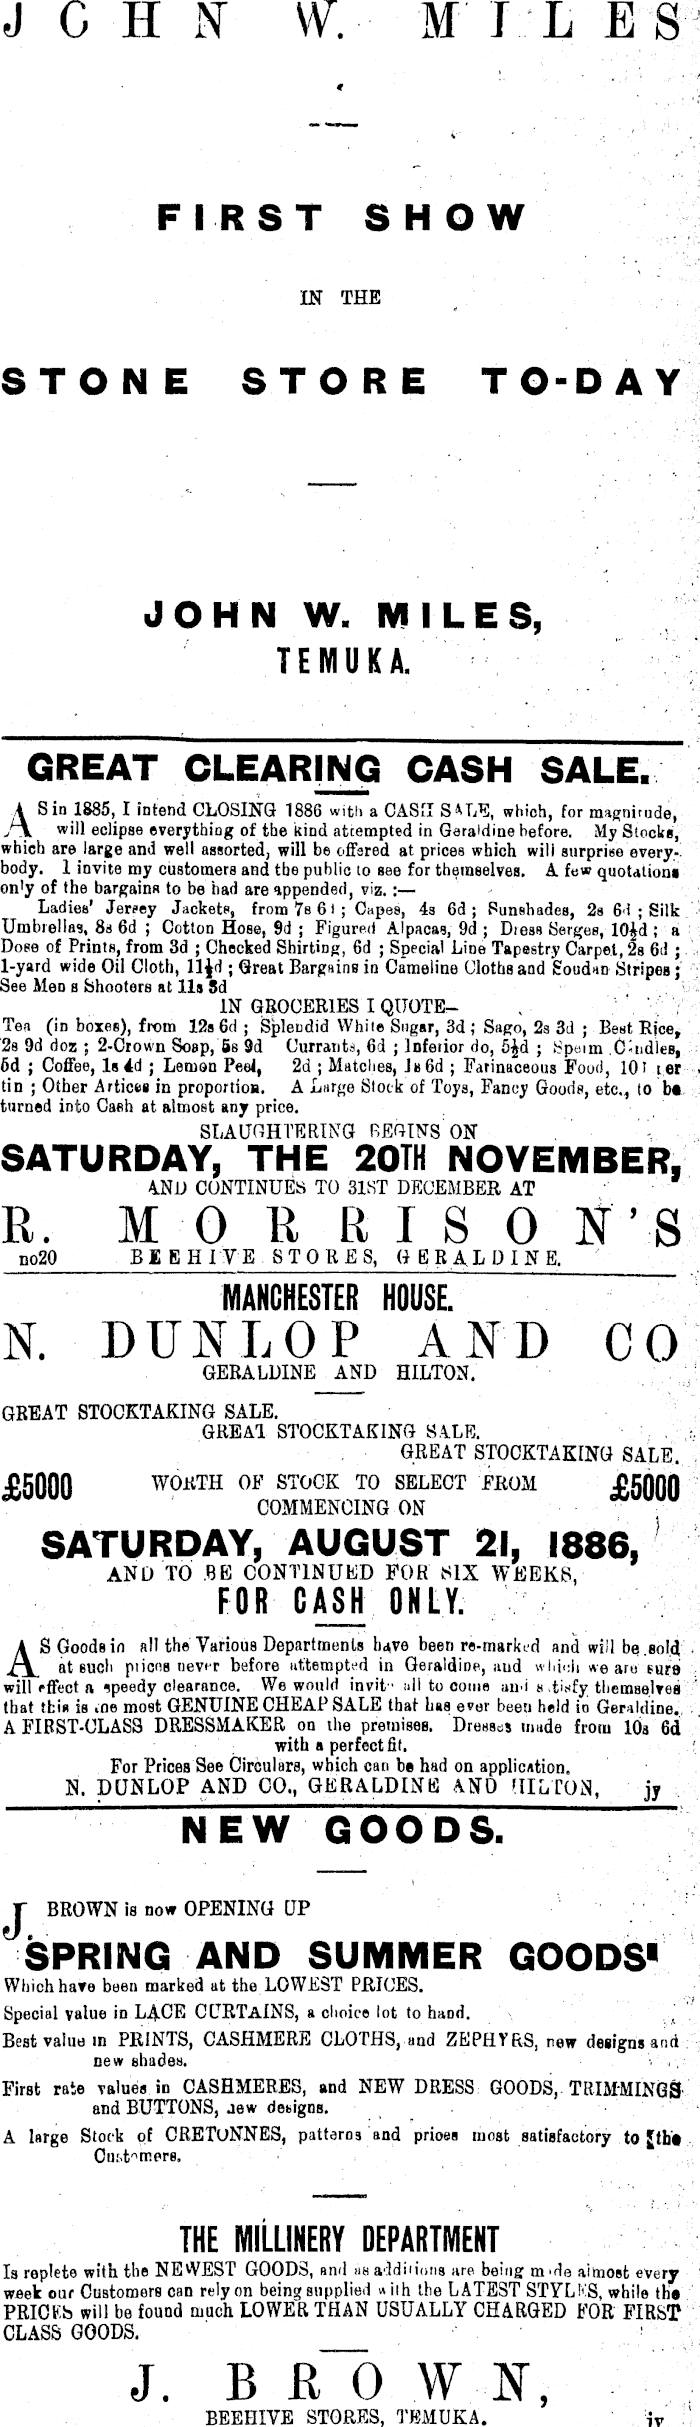 JOHN W. MILES
FIRST SHOW
IN THE
STONE STORE TO-DAY
JOHN W. MILES,
TEMUKA.
GREAT CLEARING CASH SALE.
AS in 1885, I intend CLOSING 1886 with a CASH SALE, which, for magnitude,
will eclipse everything of the kind attempted in Geraldine before. My Stocks,
which are large and well assorted, will be offered at prices which will surprise every-
body. I invite my customers and the public to see for themselves. A few quotations
only of the bargains to be had are appended, viz. :—
Ladies' Jersey Jackets, from 7s 6d ; Capes, 4s 6d ; Sunshades, 2s 6d ; Silk
Umbrellas, 8s 6d ; Cotton Hose, 9d ; Figured Alpacas, 9d ; Dress Serges, 10½d ; a
Dose of Prints, from 3d ; Checked Shirting, 6d ; Special Line Tapestry Carpet, 2s 6d ;
1-yard wide Oil Cloth, 11½d ; Great Bargains in Cameline Cloths and Soudan Stripes ;
See Men s Shooters at 11s 3d
IN GROCERIES I QUOTE—
Tea (in boxes), from 12s 6d ; Splendid White Sugar, 3d ; Sago, 2s 3d ; Best Rice,
2s 9d doz ; 2-Crown Soap, 5s 9d Currants, 6d ; Inferior do, 5½d ; Sperm Candles,
5d ; Coffee, 1s 4d ; Lemon Peel, 2d ; Matches, 1s 6d ; Farinaceous Food, per
tin ; Other Artices in proportion. A Large Stock of Toys, Fancy Goods, etc., to be
turned into Cash at almost any price.
SLAUGHTERING BEGINS ON
SATURDAY, THE 20TH NOVEMBER,
AND CONTINUES TO 31ST DECEMBER AT
R. MORRISON'S
no20 BEEHIVE STORES, GERALDINE.
MANCHESTER HOUSE.
N. DUNLOP AND CO
GERALDINE AND HILTON.
GREAT STOCKTAKING SALE.
GREAT STOCKTAKING SALE.
GREAT STOCKTAKING SALE.
£5000 WORTH OF STOCK TO SELECT FROM £5000
COMMENCING ON
SATURDAY, AUGUST 21, 1886,
AND TO BE CONTINUED FOR SIX WEEKS,
FOR CASH ONLY.
AS Goods in all the Various Departments have been re-marked and will be sold
at such prices never before attempted in Geraldine, and which we are sure
will effect a speedy clearance. We would invite all to come and satisfy themselves
that this is the most GENUINE CHEAP SALE that has ever been held in Geraldine.
A FIRST-CLASS DRESSMAKER on the premises. Dresses made from 10s 6d
with a perfect fit.
For Prices See Circulars, which can be had on application.
N. DUNLOP AND CO., GERALDINE AND HILTON, jy
NEW GOODS.
J. BROWN is now OPENING UP
SPRING AND SUMMER GOODS
Which have been marked at the LOWEST PRICES.
Special value in LACE CURTAINS, a choice lot to hand.
Best value in PRINTS, CASHMERE CLOTHS, and ZEPHYRS, new designs and
new shades.
First rate values in CASHMERES, and NEW DRESS GOODS, TRIMMINGS
and BUTTONS, new designs.
A large Stock of CRETONNES, patterns and prices most satisfactory to the
Customers.
THE MILLINERY DEPARTMENT
Is replete with the NEWEST GOODS, and as additions are being made almost every
week our Customers can rely on being supplied with the LATEST STYLES, while the
PRICES will be found much LOWER THAN USUALLY CHARGED FOR FIRST
CLASS GOODS.
J. BROWN,
BEEHIVE STORES, TEMUKA. jy